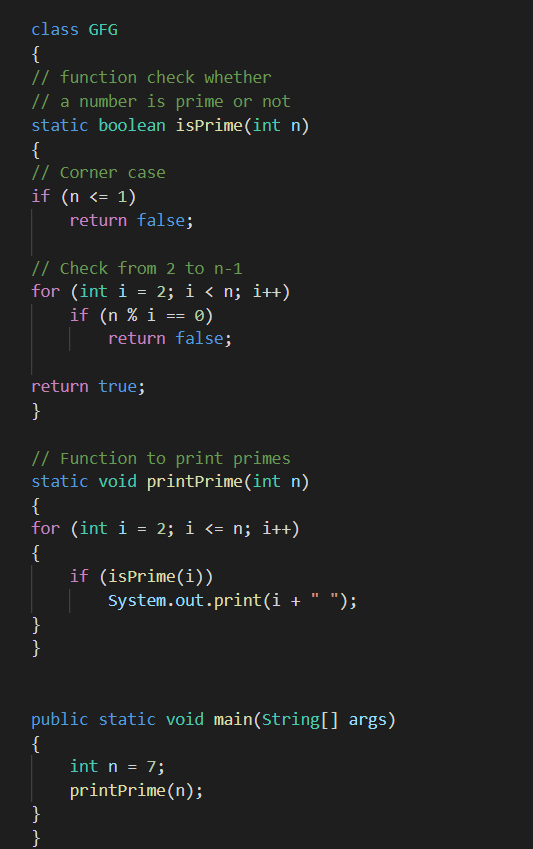 class GFG
{
// function check whether
// a number is prime or not
static boolean isPrime(int n)
{
// Corner case
if (n <= 1)
    return false;

// Check from 2 to n-1
for (int i = 2; i < n; i++)
    if (n % i == 0)
        return false;

return true;
}

// Function to print primes
static void printPrime(int n)
{
for (int i = 2; i <= n; i++)
{
    if (isPrime(i))
        System.out.print(i + " ");
}
}


public static void main(String[] args)
{
    int n = 7;
    printPrime(n);
}
}